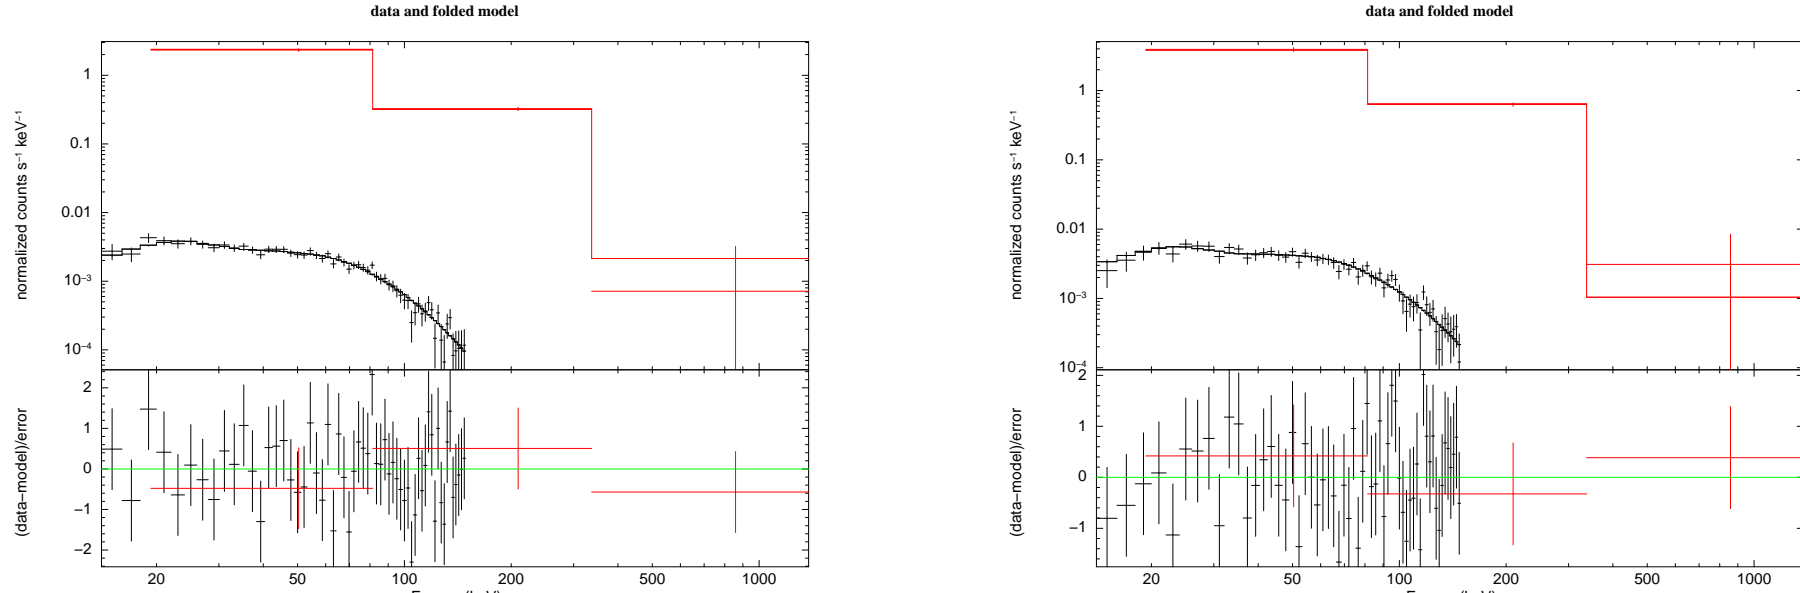 data and folded model
normalized counts s⁻¹ keV⁻¹
1
0.1
0.01
10⁻³
10⁻⁴
(data−model)/error
2
1
0
−1
−2
20 50 100 200 500 1000
data and folded model
normalized counts s⁻¹ keV⁻¹
1
0.1
0.01
10⁻³
10⁻⁴
(data−model)/error
2
1
0
−1
20 50 100 200 500 1000